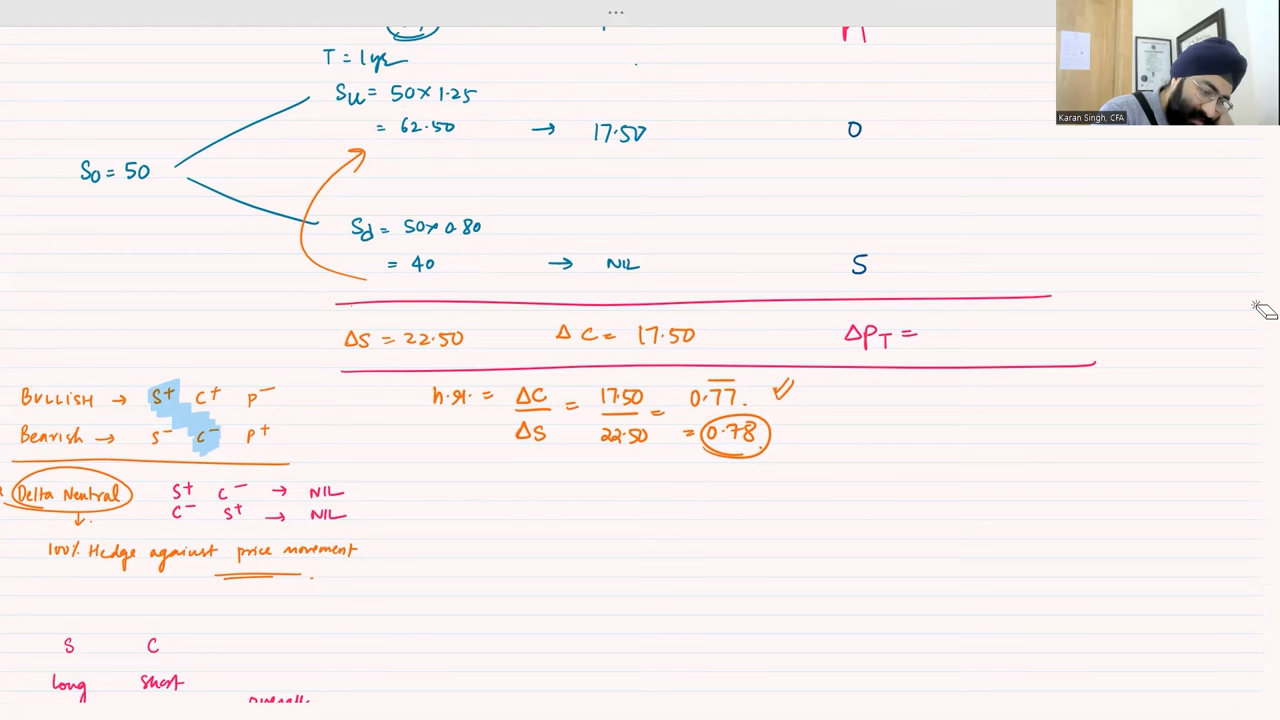 T = 1yr
Su = 50 × 1.25
= 62.50 → 17.50 0
S0 = 50
Sd = 50 × 0.80
= 40 → NIL 5
ΔS = 22.50 ΔC = 17.50 ΔPT =
BULLISH → S+ C+ P-
Bearish → S- C- P+
h.r. = ΔC/ΔS = 17.50/22.50 = 0.77.
= 0.78
Delta Neutral S+ C- → NIL
C- S+ → NIL
100% Hedge against price movement.
S C
long short
Karan Singh, CFA